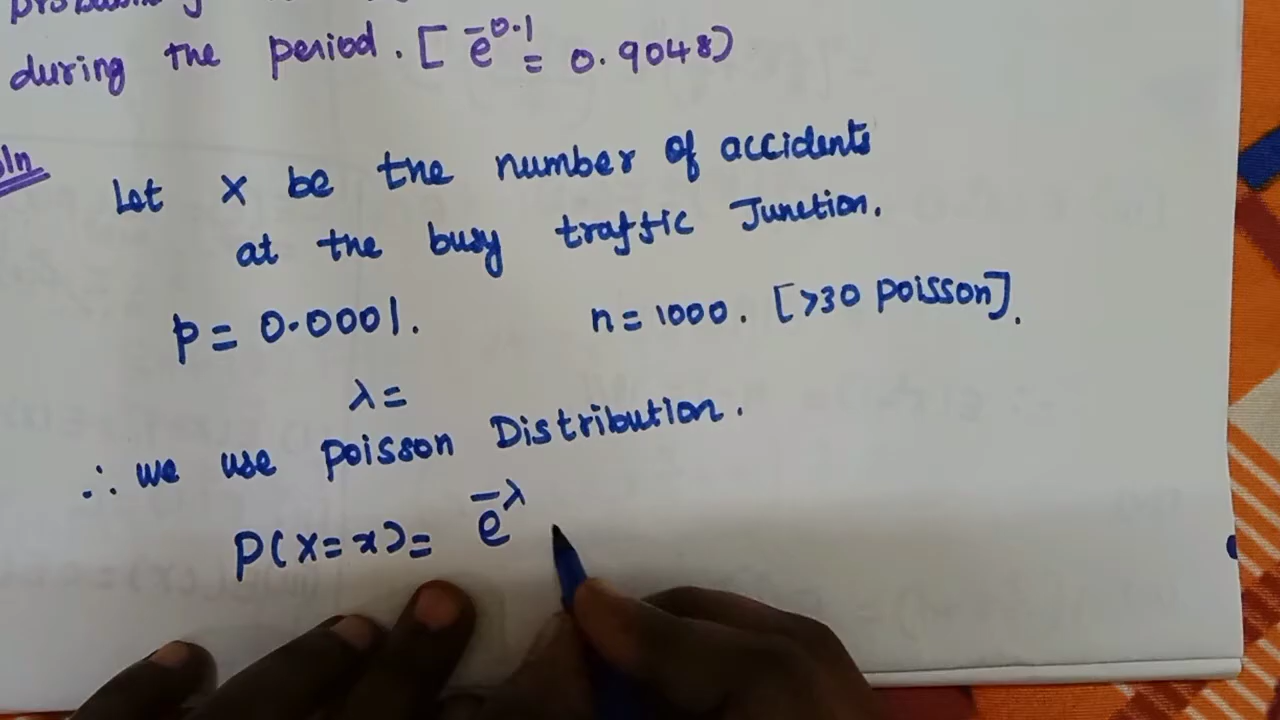 during the period. [ e^-0.1 = 0.9048)
oln
Let X be the number of accidents
at the busy traffic Junction.
p = 0.0001. n = 1000. [>30 poisson].
λ =
∴ we use poisson Distribution.
P(X=x)= e^-λ